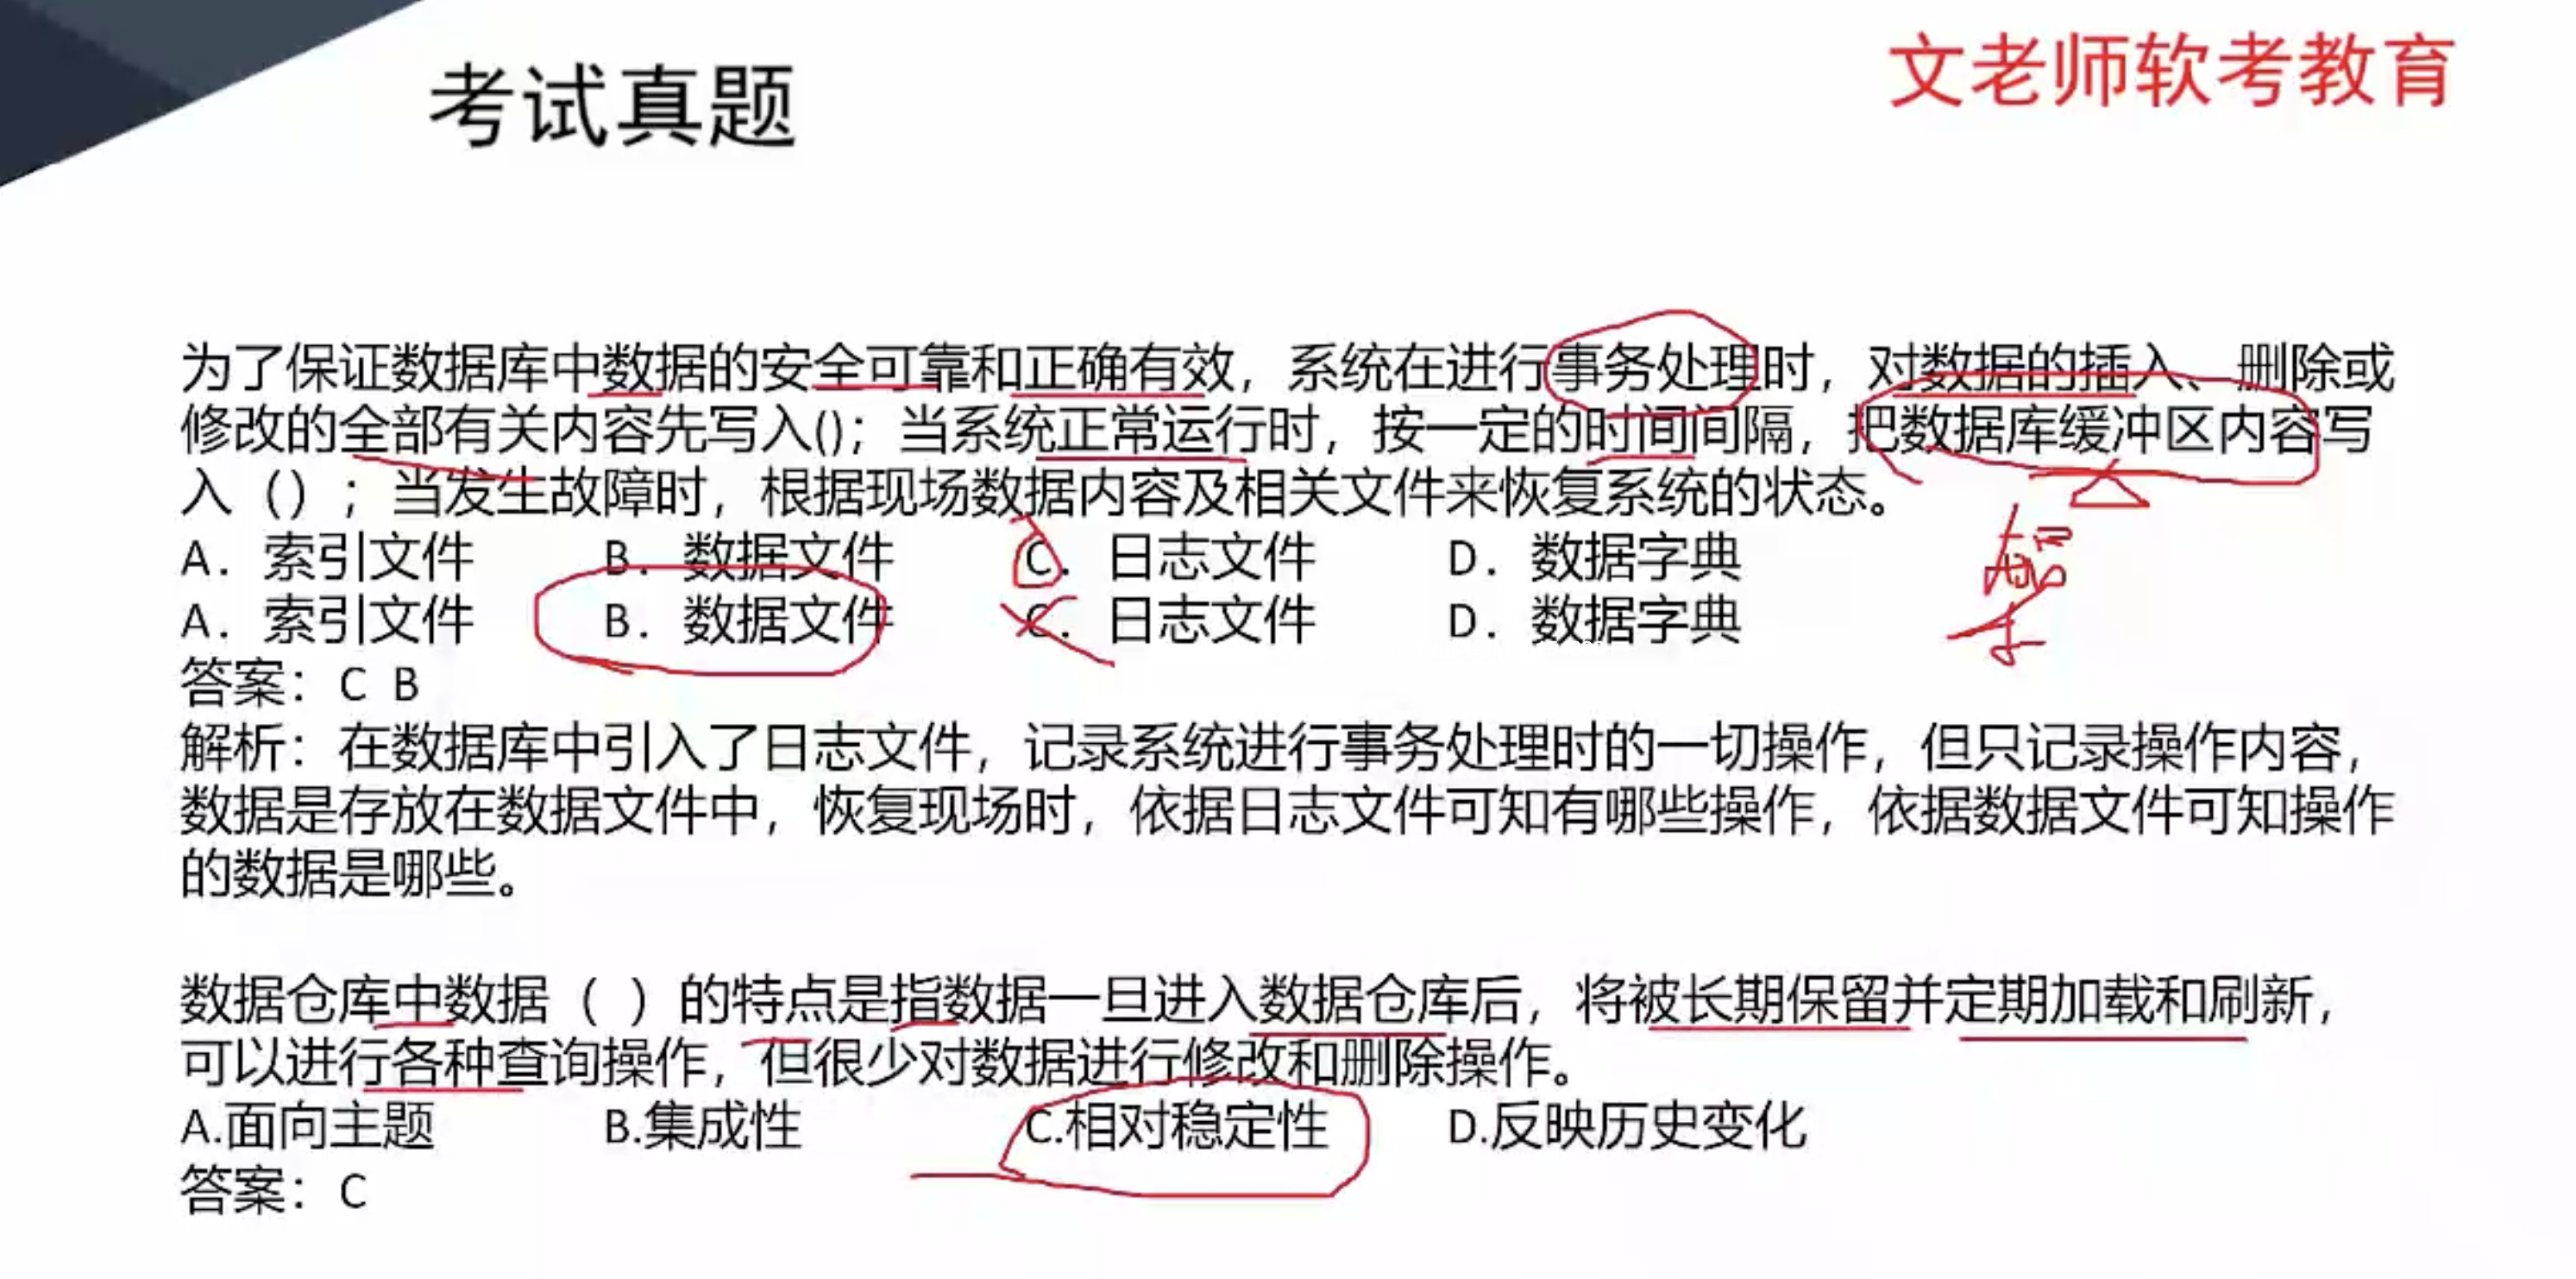 考试真题
文老师软考教育
为了保证数据库中数据的安全可靠和正确有效，系统在进行事务处理时，对数据的插入、删除或
修改的全部有关内容先写入()；当系统正常运行时，按一定的时间间隔，把数据库缓冲区内容写
入（）；当发生故障时，根据现场数据内容及相关文件来恢复系统的状态。
A．索引文件 B．数据文件 C．日志文件 D．数据字典
A．索引文件 B．数据文件 C．日志文件 D．数据字典
答案：C B
解析：在数据库中引入了日志文件，记录系统进行事务处理时的一切操作，但只记录操作内容，
数据是存放在数据文件中，恢复现场时，依据日志文件可知有哪些操作，依据数据文件可知操作
的数据是哪些。
数据仓库中数据（ ）的特点是指数据一旦进入数据仓库后，将被长期保留并定期加载和刷新，
可以进行各种查询操作，但很少对数据进行修改和删除操作。
A.面向主题 B.集成性 C.相对稳定性 D.反映历史变化
答案：C